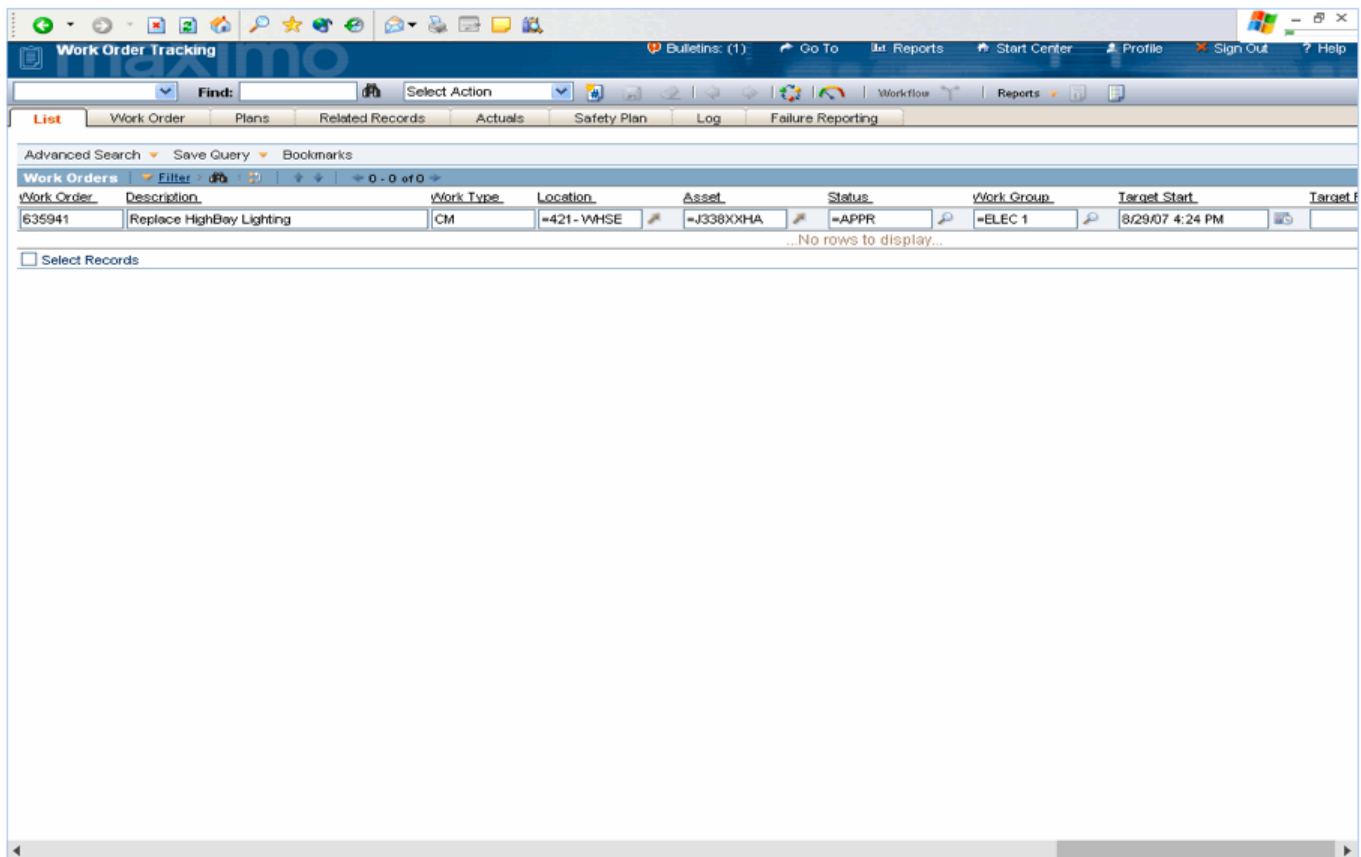 Work Order Tracking
maximo
Bulletins: (1) Go To Reports Start Center Profile Sign Out ? Help
Find: Select Action Workflow Reports
List Work Order Plans Related Records Actuals Safety Plan Log Failure Reporting
Advanced Search Save Query Bookmarks
Work Orders Filter 0 - 0 of 0
Work Order Description Work Type Location Asset Status Work Group Target Start Target
635941 Replace HighBay Lighting CM =421- WHSE =J338XXHA =APPR =ELEC 1 8/29/07 4:24 PM
...No rows to display...
Select Records